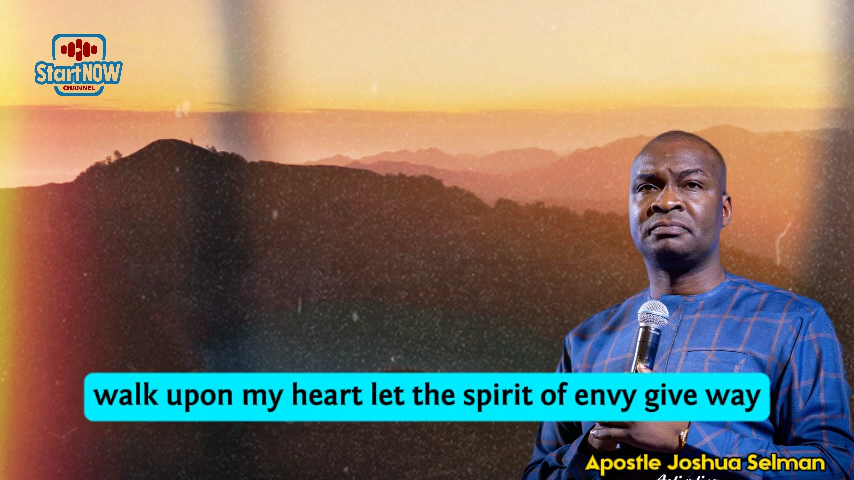 StartNOW
CHANNEL
walk upon my heart let the spirit of envy give way
Apostle Joshua Selman